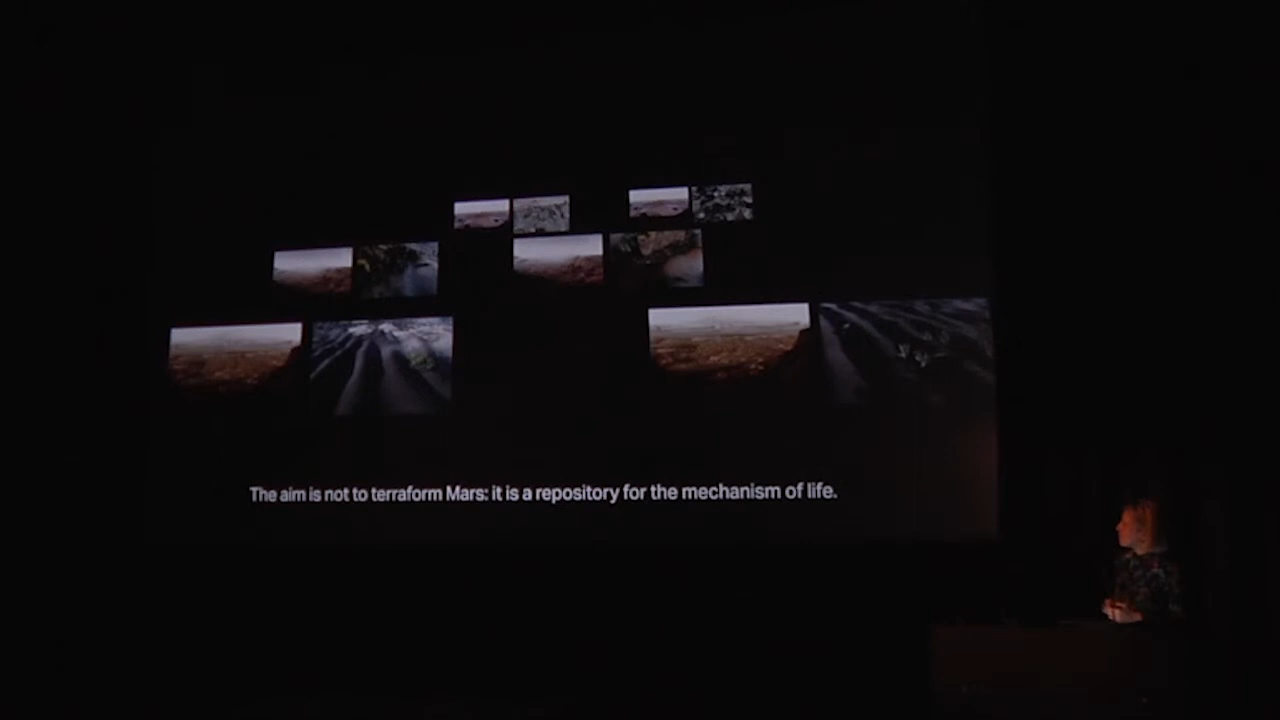 The aim is not to terraform Mars: it is a repository for the mechanism of life.